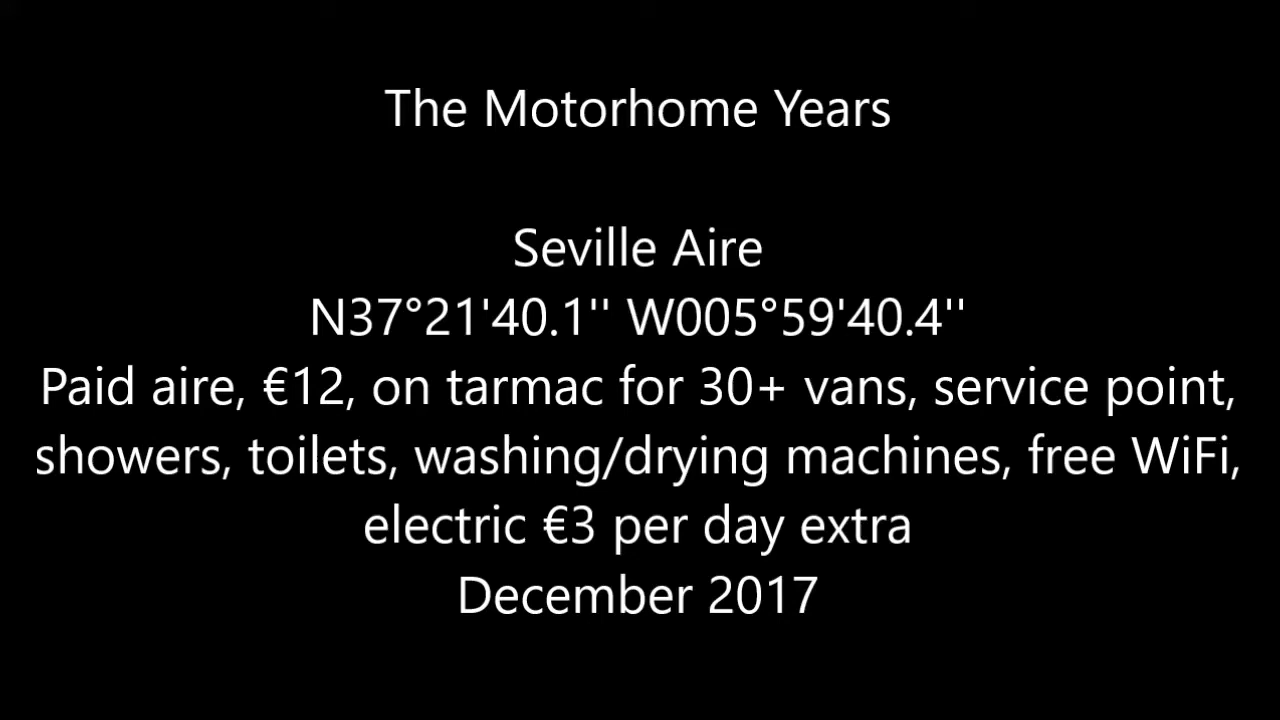 The Motorhome Years
Seville Aire
N37°21'40.1'' W005°59'40.4''
Paid aire, €12, on tarmac for 30+ vans, service point,
showers, toilets, washing/drying machines, free WiFi,
electric €3 per day extra
December 2017